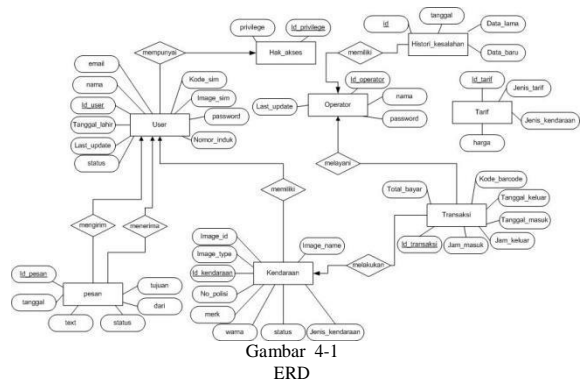 privilege
Id_privilege
mempunyai
Hak_akses
id
tanggal
Data_lama
memiliki
Histori_kesalahan
Data_baru
email
nama
Id_user
Tanggal_lahir
Last_update
status
User
Kode_sim
Image_sim
password
Nomor_induk
Last_update
Operator
Id_operator
nama
password
Id_tarif
Jenis_tarif
Tarif
Jenis_kendaraan
harga
melayani
mengirim
menerima
memiliki
Total_bayar
Kode_barcode
Tanggal_keluar
Transaksi
Tanggal_masuk
Id_transaksi
Jam_masuk
Jam_keluar
melakukan
Image_id
Image_type
Image_name
Id_kendaraan
Kendaraan
No_polisi
merk
warna
status
Jenis_kendaraan
Id_pesan
tanggal
pesan
tujuan
dari
text
status
Gambar 4-1
ERD